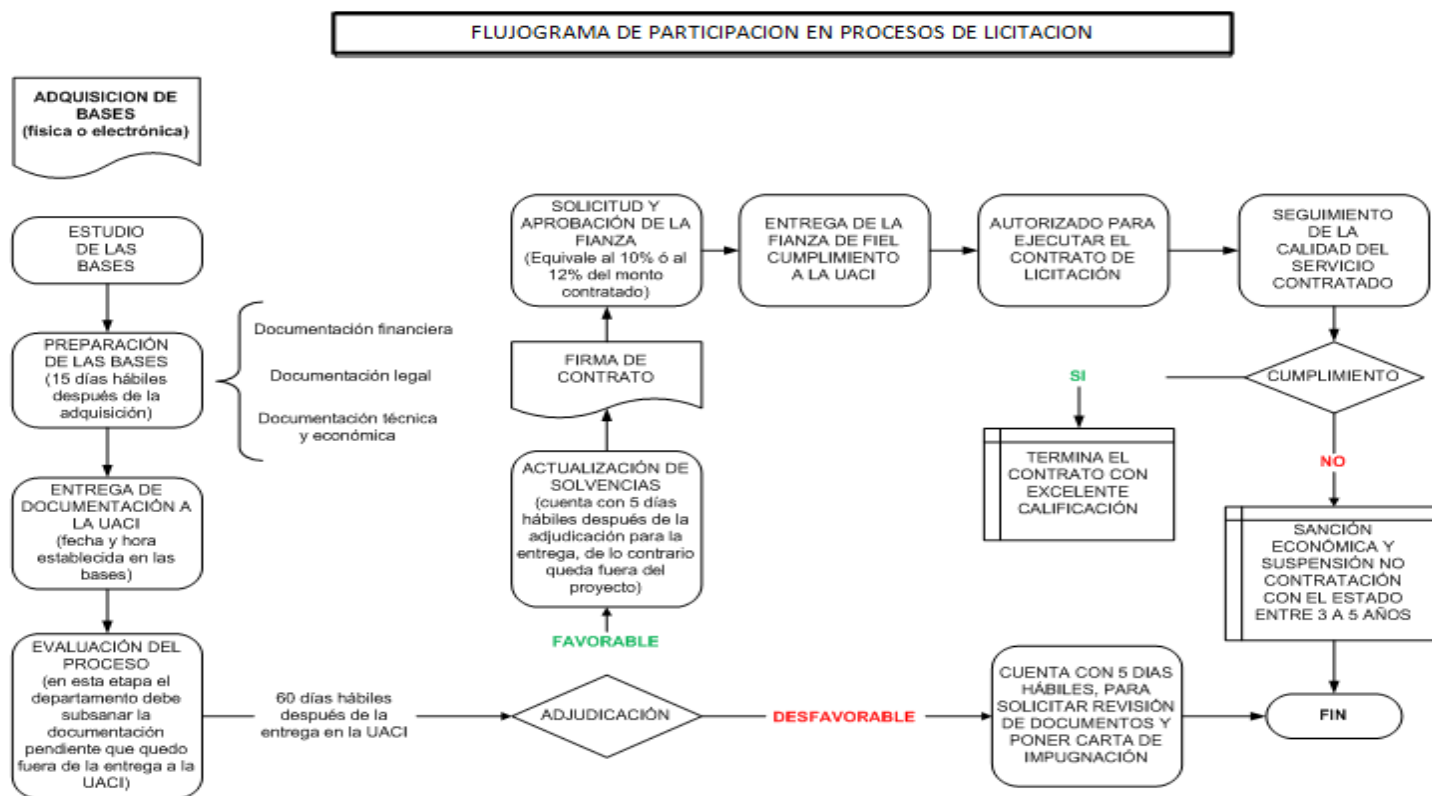 FLUJOGRAMA DE PARTICIPACION EN PROCESOS DE LICITACION
ADQUISICION DE
BASES
(física o electrónica)
ESTUDIO
DE LAS
BASES
PREPARACIÓN
DE LAS BASES
(15 días hábiles
después de la
adquisición)
Documentación financiera
Documentación legal
Documentación técnica
y económica
ENTREGA DE
DOCUMENTACIÓN A
LA UACI
(fecha y hora
establecida en las
bases)
EVALUACIÓN DEL
PROCESO
(en esta etapa el
departamento debe
subsanar la
documentación
pendiente que quedo
fuera de la entrega a la
UACI)
60 días hábiles
después de la
entrega en la UACI
ADJUDICACIÓN
FAVORABLE
ACTUALIZACIÓN DE
SOLVENCIAS
(cuenta con 5 días
hábiles después de la
adjudicación para la
entrega, de lo contrario
queda fuera del
proyecto)
FIRMA DE
CONTRATO
SOLICITUD Y
APROBACIÓN DE LA
FIANZA
(Equivale al 10% ó al
12% del monto
contratado)
ENTREGA DE LA
FIANZA DE FIEL
CUMPLIMIENTO
A LA UACI
AUTORIZADO PARA
EJECUTAR EL
CONTRATO DE
LICITACIÓN
SEGUIMIENTO
DE LA
CALIDAD DEL
SERVICIO
CONTRATADO
CUMPLIMIENTO
SI
TERMINA EL
CONTRATO CON
EXCELENTE
CALIFICACIÓN
NO
SANCIÓN
ECONÓMICA Y
SUSPENSIÓN NO
CONTRATACIÓN
CON EL ESTADO
ENTRE 3 A 5 AÑOS
DESFAVORABLE
CUENTA CON 5 DIAS
HÁBILES, PARA
SOLICITAR REVISIÓN
DE DOCUMENTOS Y
PONER CARTA DE
IMPUGNACIÓN
FIN